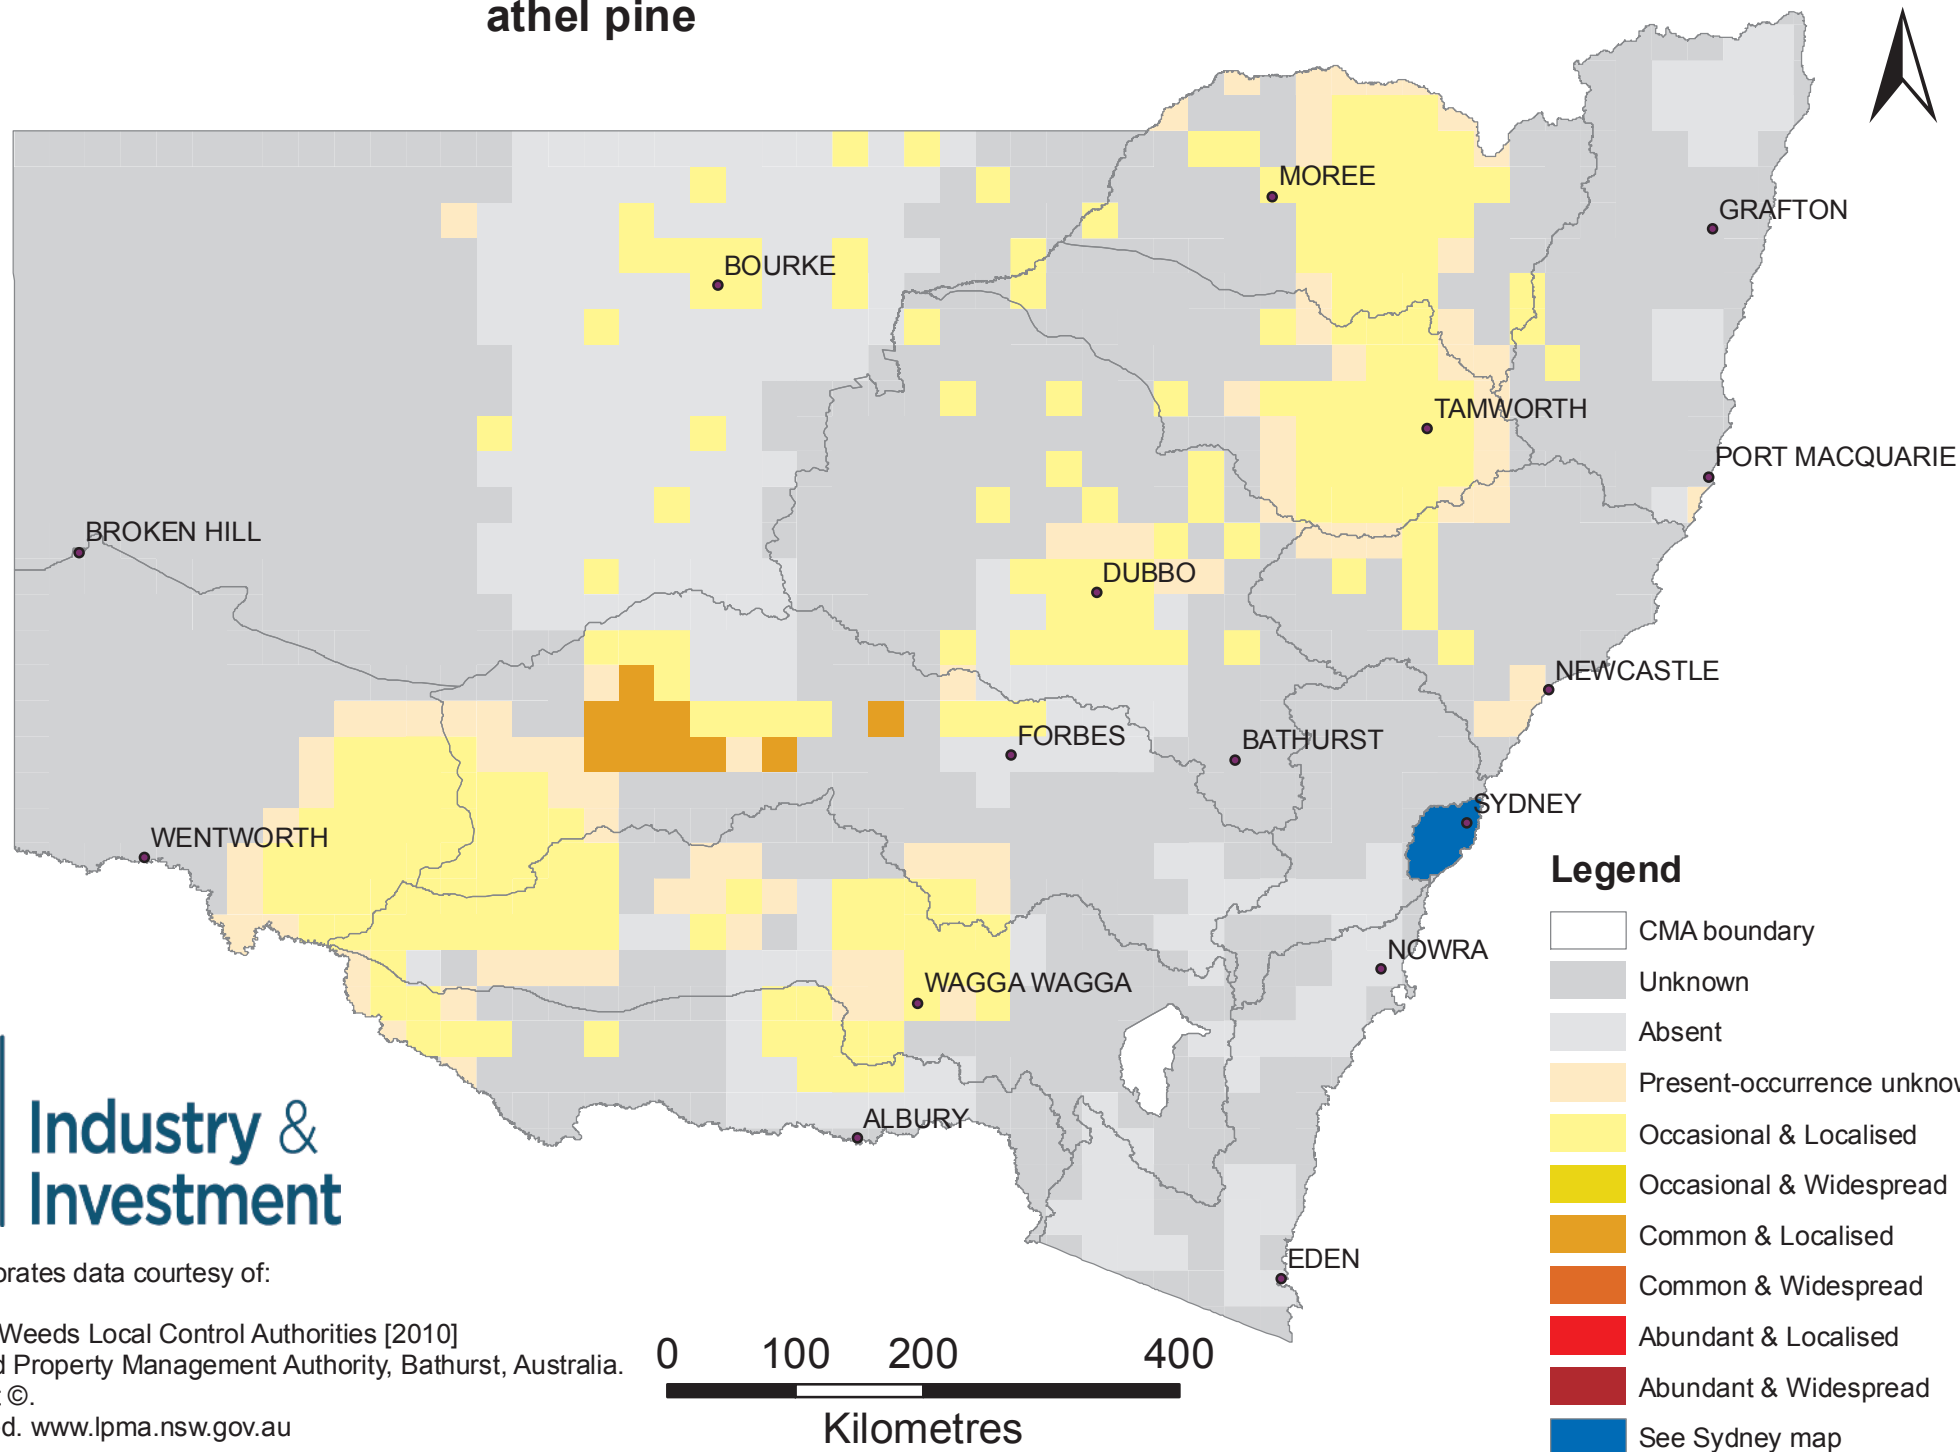 athel pine
MOREE
GRAFTON
BOURKE
TAMWORTH
PORT MACQUARIE
BROKEN HILL
DUBBO
NEWCASTLE
FORBES
BATHURST
SYDNEY
WENTWORTH
NOWRA
WAGGA WAGGA
ALBURY
EDEN
Legend
CMA boundary
Unknown
Absent
Present-occurrence
Occasional & Localised
Occasional & Widespread
Common & Localised
Common & Widespread
Abundant & Localised
Abundant & Widespread
See Sydney map
Industry &
Investment
data courtesy of:
Weeds Local Control Authorities [2010]
Property Management Authority, Bathurst, Australia.
©.
www.lpma.nsw.gov.au
0 100 200 400
Kilometres